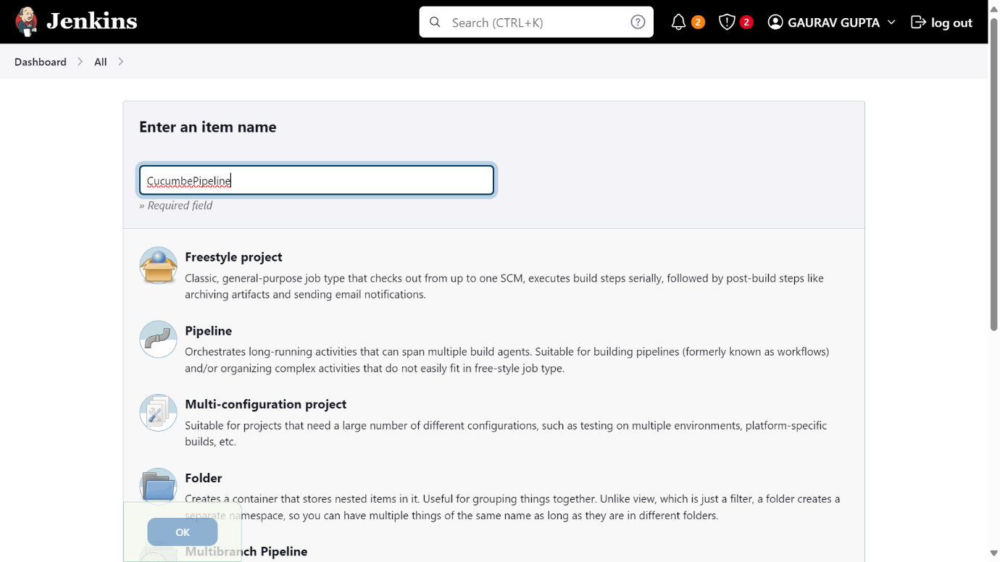 Jenkins
Search (CTRL+K)
?
2
2
GAURAV GUPTA
log out
Dashboard
All
Enter an item name
CucumbePipeline
» Required field
Freestyle project
Classic, general-purpose job type that checks out from up to one SCM, executes build steps serially, followed by post-build steps like
archiving artifacts and sending email notifications.
Pipeline
Orchestrates long-running activities that can span multiple build agents. Suitable for building pipelines (formerly known as workflows)
and/or organizing complex activities that do not easily fit in free-style job type.
Multi-configuration project
Suitable for projects that need a large number of different configurations, such as testing on multiple environments, platform-specific
builds, etc.
Folder
Creates a container that stores nested items in it. Useful for grouping things together. Unlike view, which is just a filter, a folder creates a
separate namespace, so you can have multiple things of the same name as long as they are in different folders.
OK
Multibranch Pipeline